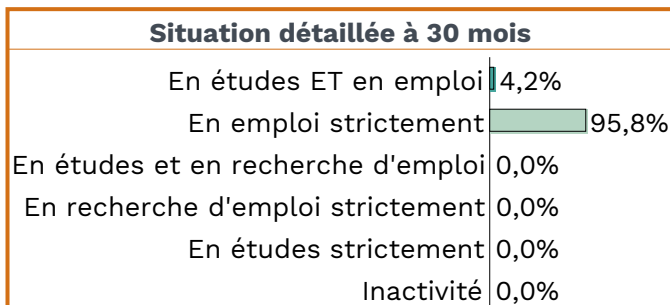 Situation détaillée à 30 mois
En études ET en emploi 4,2%
En emploi strictement 95,8%
En études et en recherche d'emploi 0,0%
En recherche d'emploi strictement 0,0%
En études strictement 0,0%
Inactivité 0,0%